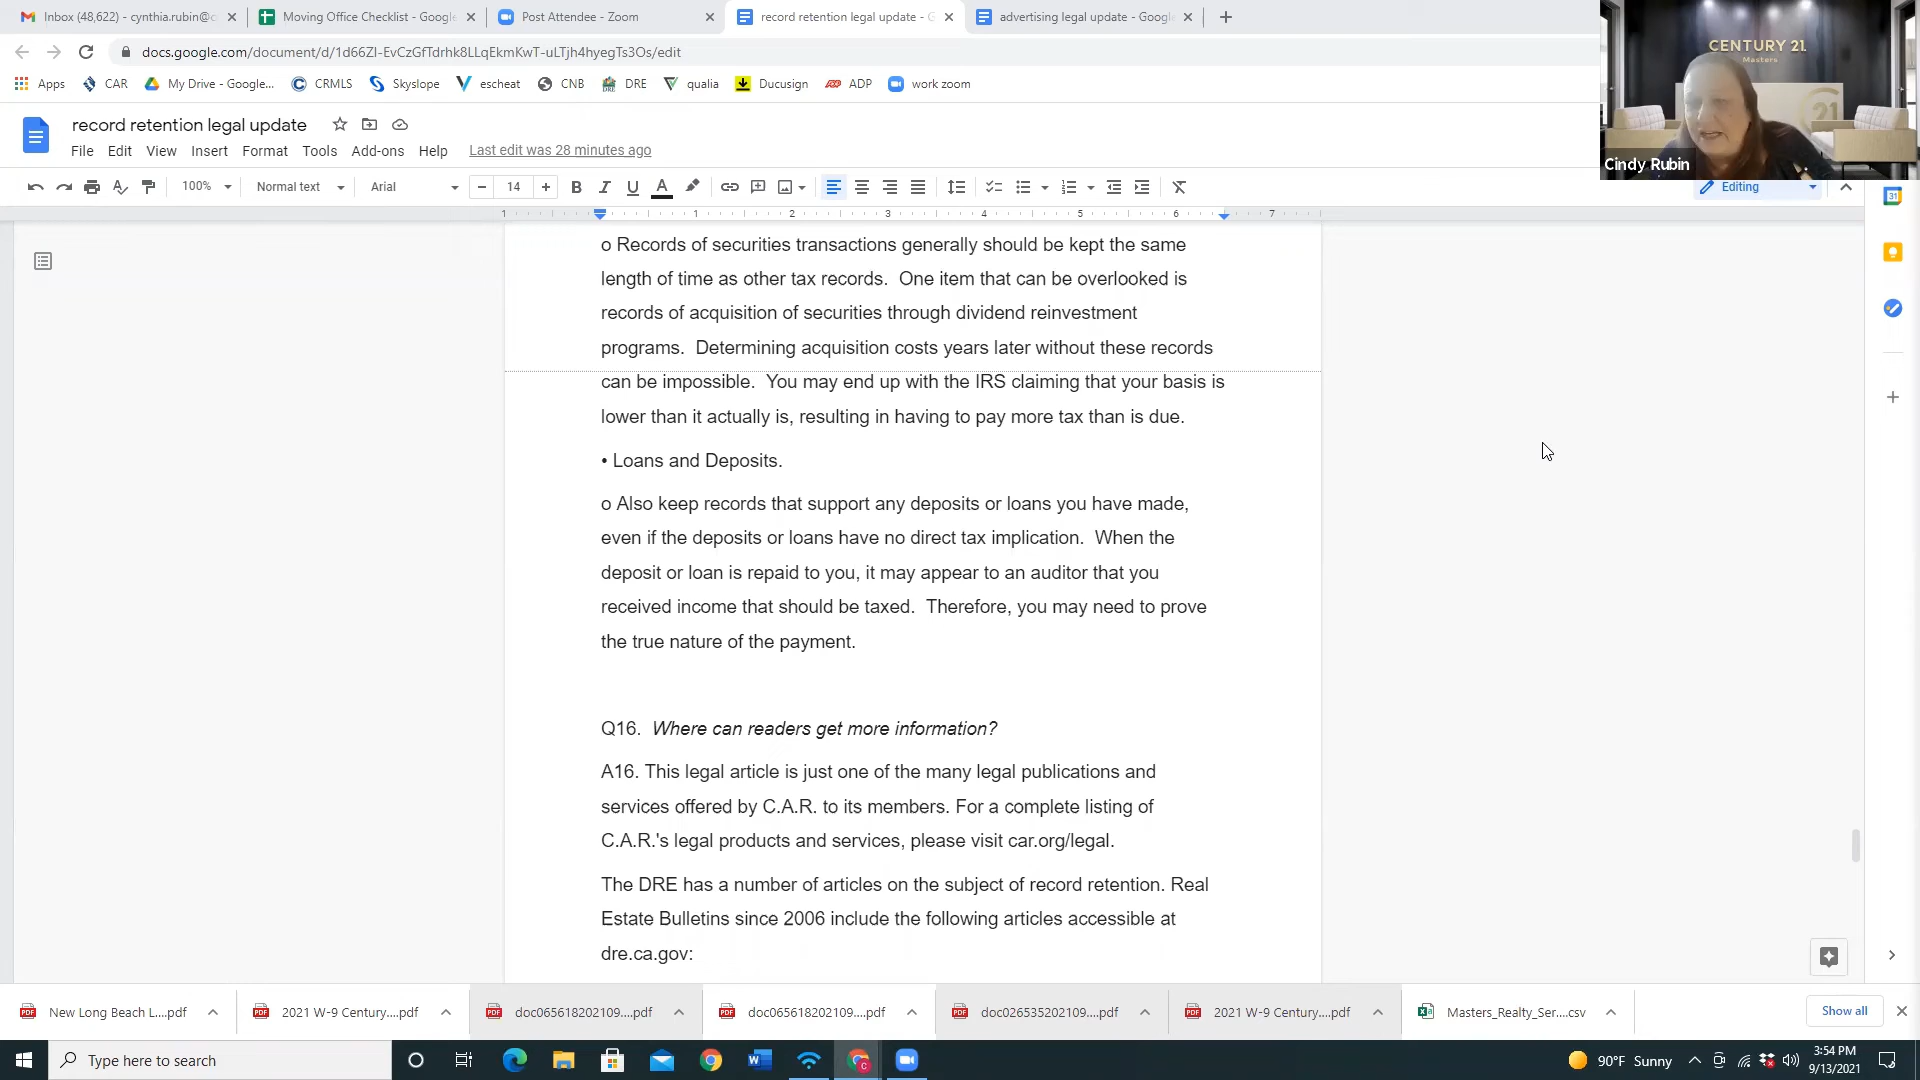 Inbox (48,622) - cynthia.rubin@c
Moving Office Checklist - Google
Post Attendee - Zoom
record retention legal update - G
advertising legal update - Google
docs.google.com/document/d/1d66ZI-EvCzGfTdrhk8LLqEkmKwT-uLTjh4hyegTs3Os/edit
Apps CAR My Drive - Google... CRMLS Skyslope escheat CNB DRE qualia Ducusign ADP work zoom
CENTURY 21.
Masters
21
Cindy Rubin
record retention legal update
File Edit View Insert Format Tools Add-ons Help Last edit was 28 minutes ago
100% Normal text Arial 14 B I U A Editing
1 1 2 3 4 5 6 7
o Records of securities transactions generally should be kept the same
length of time as other tax records.  One item that can be overlooked is
records of acquisition of securities through dividend reinvestment
programs.  Determining acquisition costs years later without these records
can be impossible.  You may end up with the IRS claiming that your basis is
lower than it actually is, resulting in having to pay more tax than is due.
• Loans and Deposits.
o Also keep records that support any deposits or loans you have made,
even if the deposits or loans have no direct tax implication.  When the
deposit or loan is repaid to you, it may appear to an auditor that you
received income that should be taxed.  Therefore, you may need to prove
the true nature of the payment.
Q16.  Where can readers get more information?
A16. This legal article is just one of the many legal publications and
services offered by C.A.R. to its members. For a complete listing of
C.A.R.'s legal products and services, please visit car.org/legal.
The DRE has a number of articles on the subject of record retention. Real
Estate Bulletins since 2006 include the following articles accessible at
dre.ca.gov:
New Long Beach L....pdf
2021 W-9 Century....pdf
doc065618202109....pdf
doc065618202109....pdf
doc026535202109....pdf
2021 W-9 Century....pdf
Masters_Realty_Ser....csv
Show all
Type here to search
90°F Sunny
3:54 PM
9/13/2021